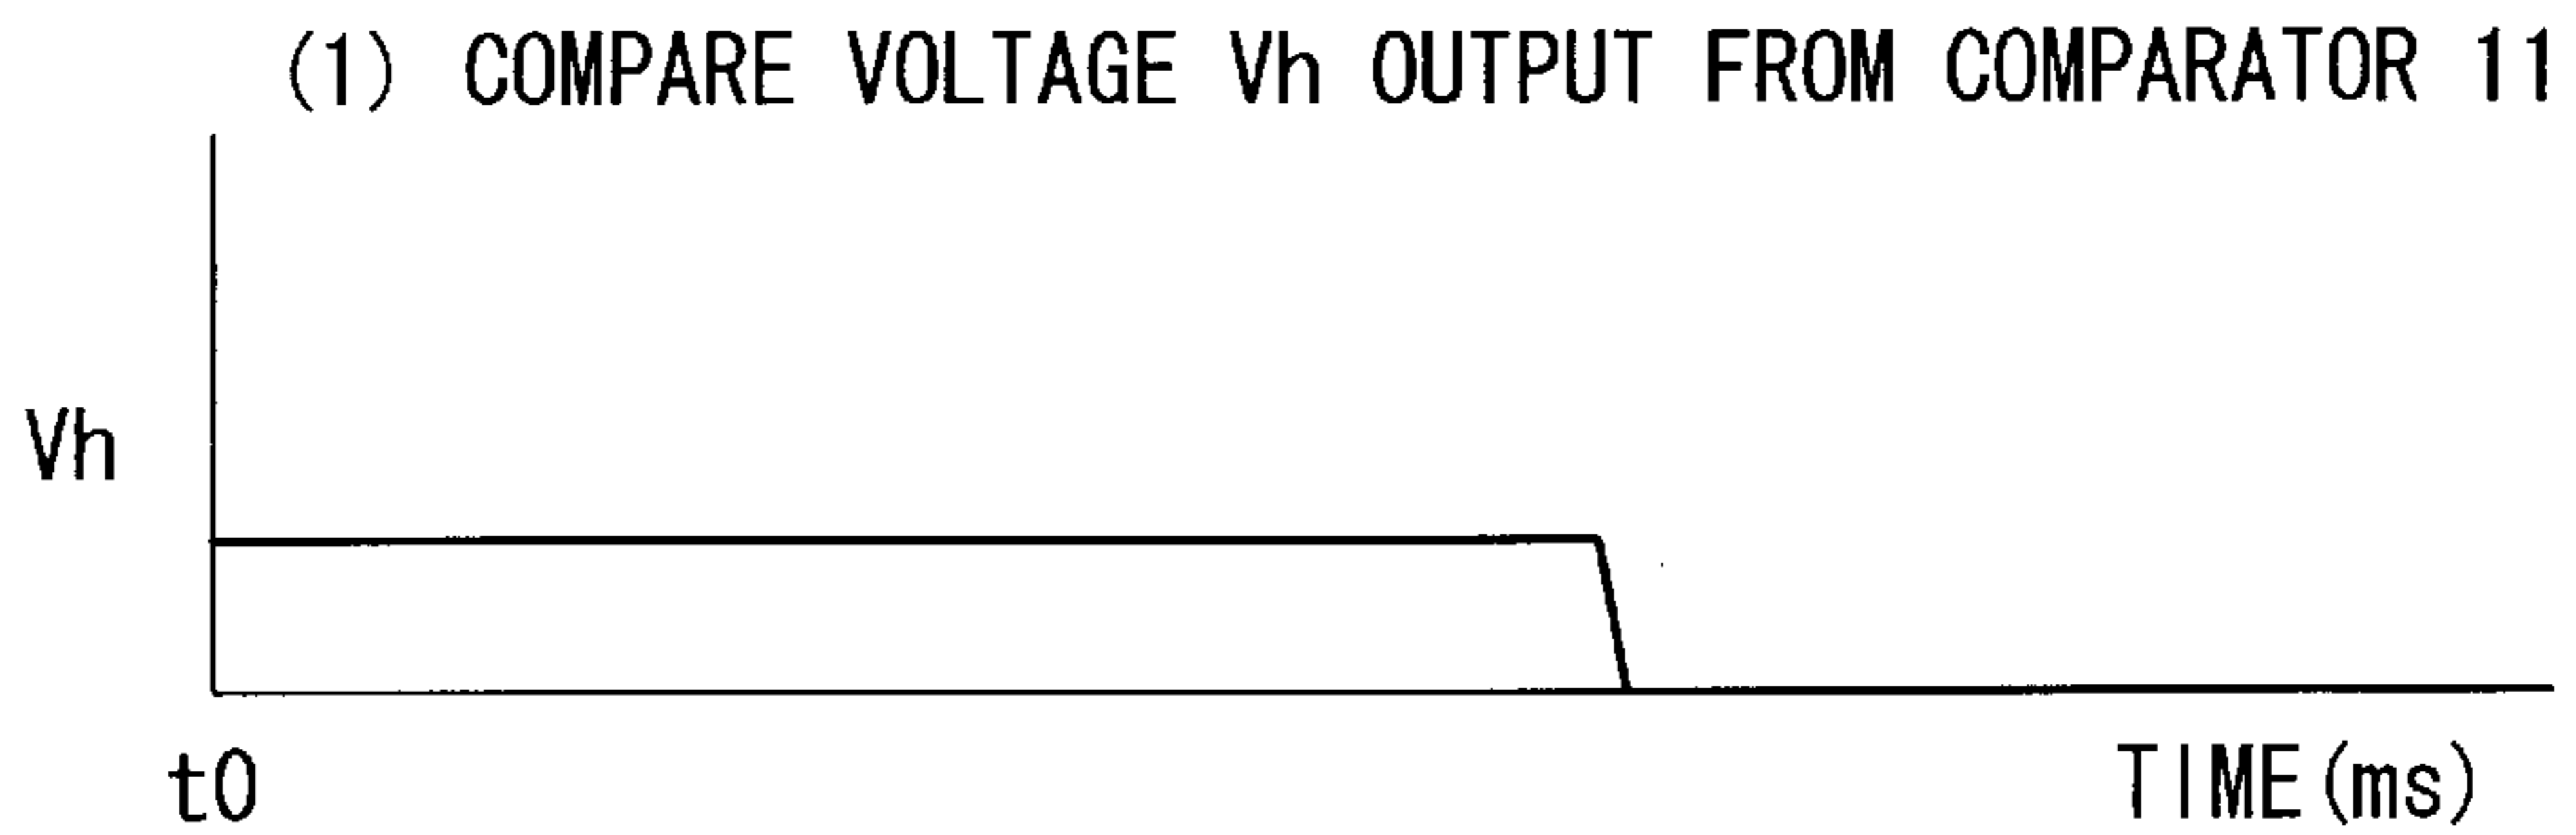 (1) COMPARE VOLTAGE Vh OUTPUT FROM COMPARATOR 11
Vh
t0
TIME(ms)